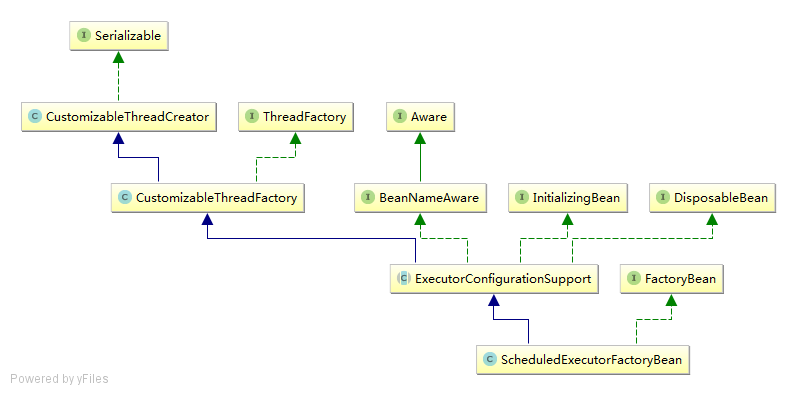 I Serializable
C CustomizableThreadCreator
I ThreadFactory
I Aware
C CustomizableThreadFactory
I BeanNameAware
I InitializingBean
I DisposableBean
C ExecutorConfigurationSupport
I FactoryBean
C ScheduledExecutorFactoryBean
Powered by yFiles